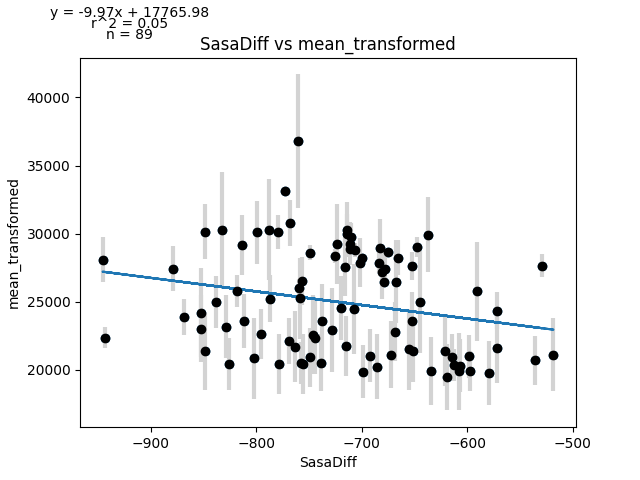 y = -9.97x + 17765.98
r^2 = 0.05
n = 89
SasaDiff vs mean_transformed
40000
35000
30000
25000
20000
mean_transformed
−900
−800
−700
−600
−500
SasaDiff